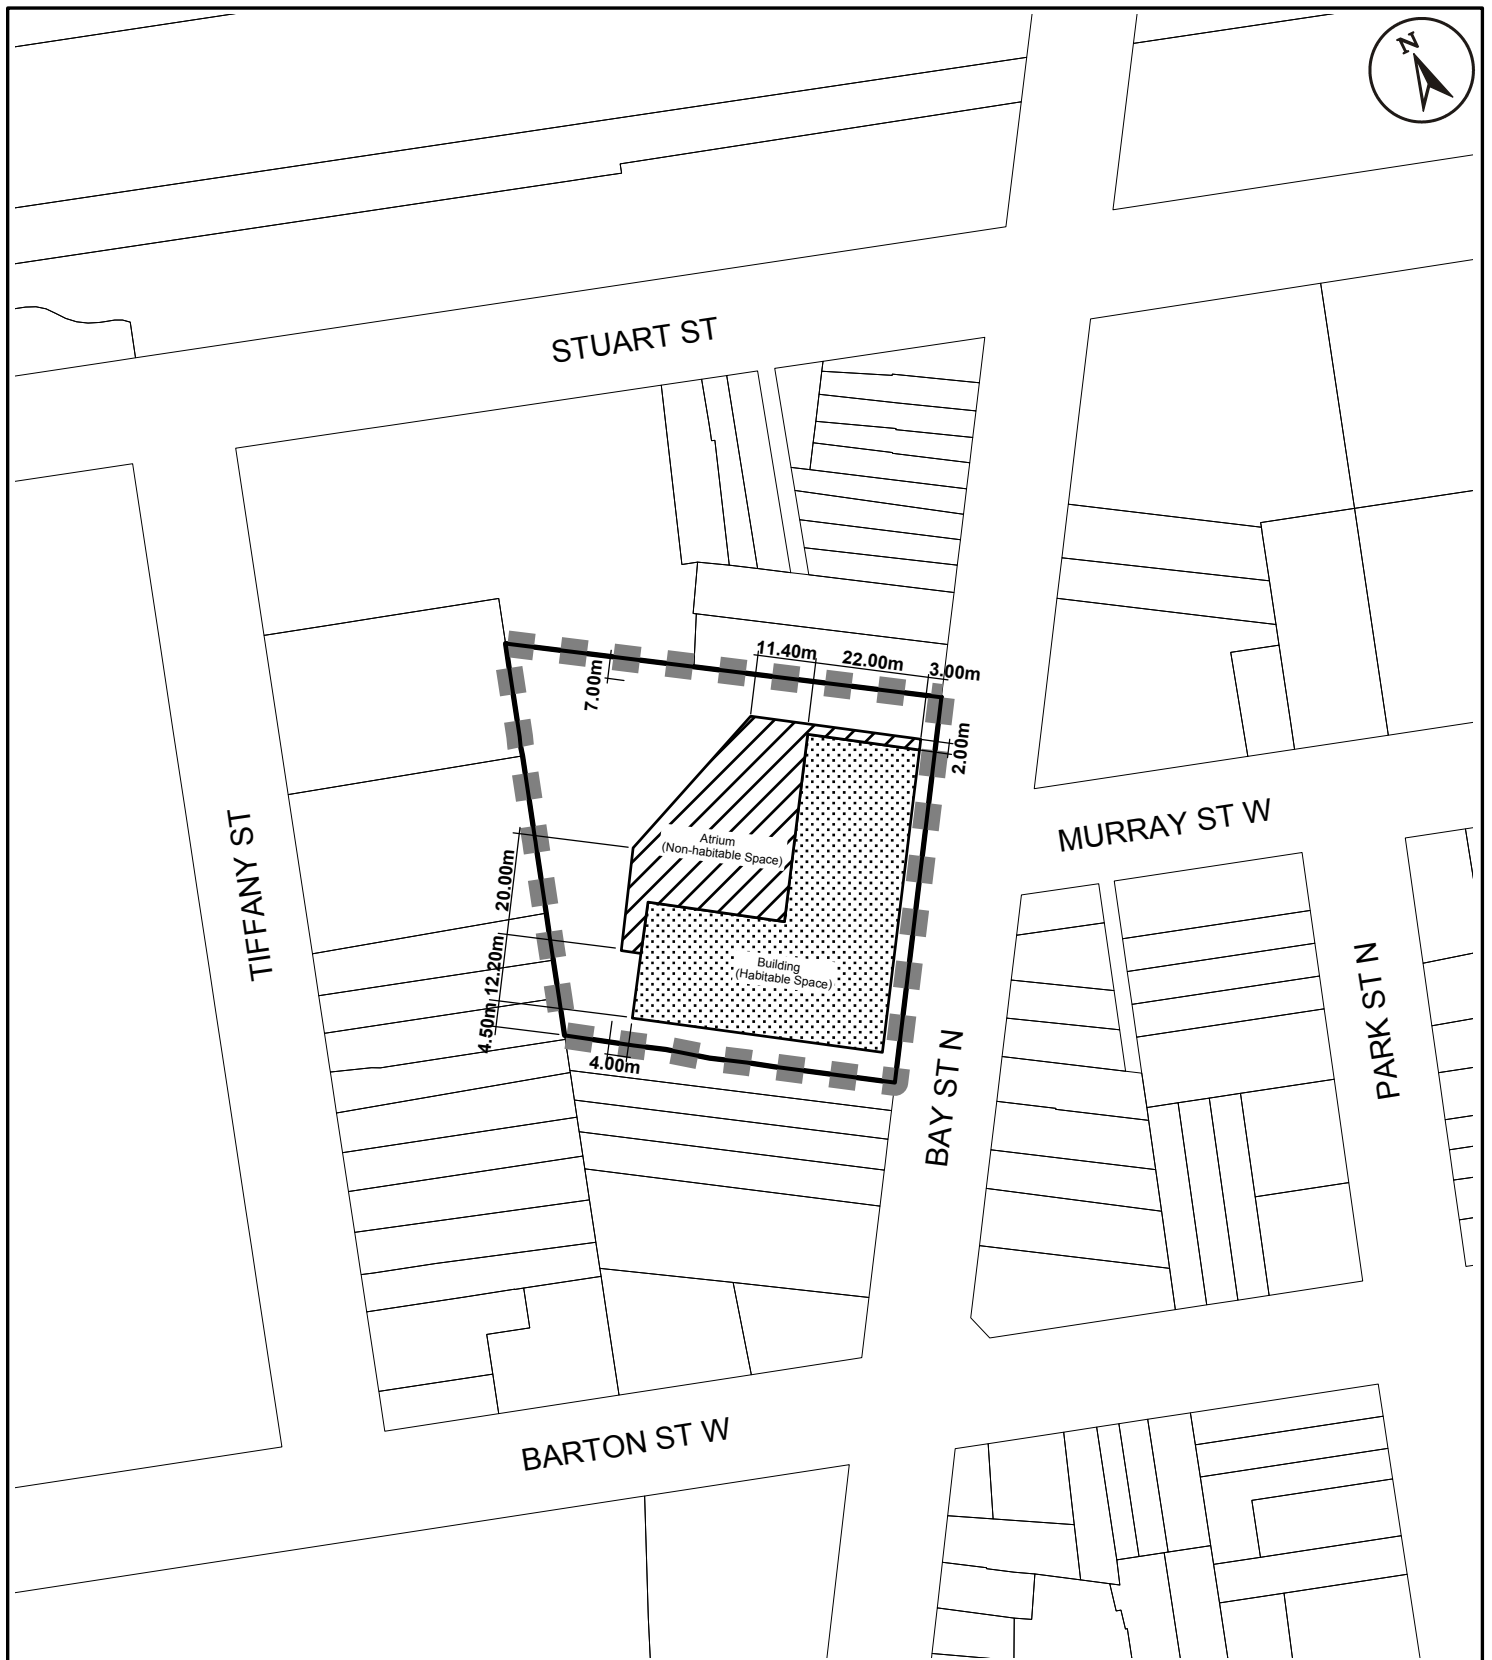 N
STUART ST
11.40m
22.00m
3.00m
7.00m
2.00m
MURRAY ST W
Atrium
(Non-habitable Space)
TIFFANY ST
20.00m
12.20m
4.50m
Building
(Habitable Space)
4.00m
BAY ST N
PARK ST N
BARTON ST W